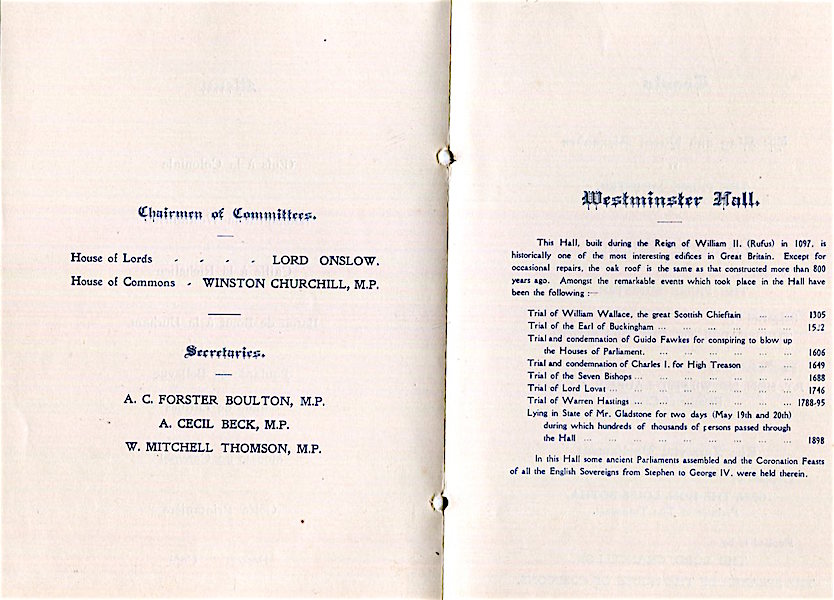 Chairmen of Committees.
House of Lords - - - - LORD ONSLOW.
House of Commons - WINSTON CHURCHILL, M.P.
Secretaries.
A. C. FORSTER BOULTON, M.P.
A. CECIL BECK, M.P.
W. MITCHELL THOMSON, M.P.
Westminster Hall.
This Hall, built during the Reign of William II. (Rufus) in 1097, is
historically one of the most interesting edifices in Great Britain. Except for
occasional repairs, the oak roof is the same as that constructed more than 800
years ago. Amongst the remarkable events which took place in the Hall have
been the following :—
Trial of William Wallace, the great Scottish Chieftain ... ... 1305
Trial of the Earl of Buckingham ... ... ... ... ... ...
Trial and condemnation of Guido Fawkes for conspiring to blow up
the Houses of Parliament. ... ... ... ... ... ... 1606
Trial and condemnation of Charles I. for High Treason ... ... 1649
Trial of the Seven Bishops ... ... ... ... ... ... ... 1688
Trial of Lord Lovat ... ... ... ... ... ... ... ... 1746
Trial of Warren Hastings ... ... ... ... ... ... ... 1788-95
Lying in State of Mr. Gladstone for two days (May 19th and 20th)
during which hundreds of thousands of persons passed through
the Hall ... ... ... ... ... ... ... ... ... 1898
In this Hall some ancient Parliaments assembled and the Coronation Feasts
of all the English Sovereigns from Stephen to George IV. were held therein.